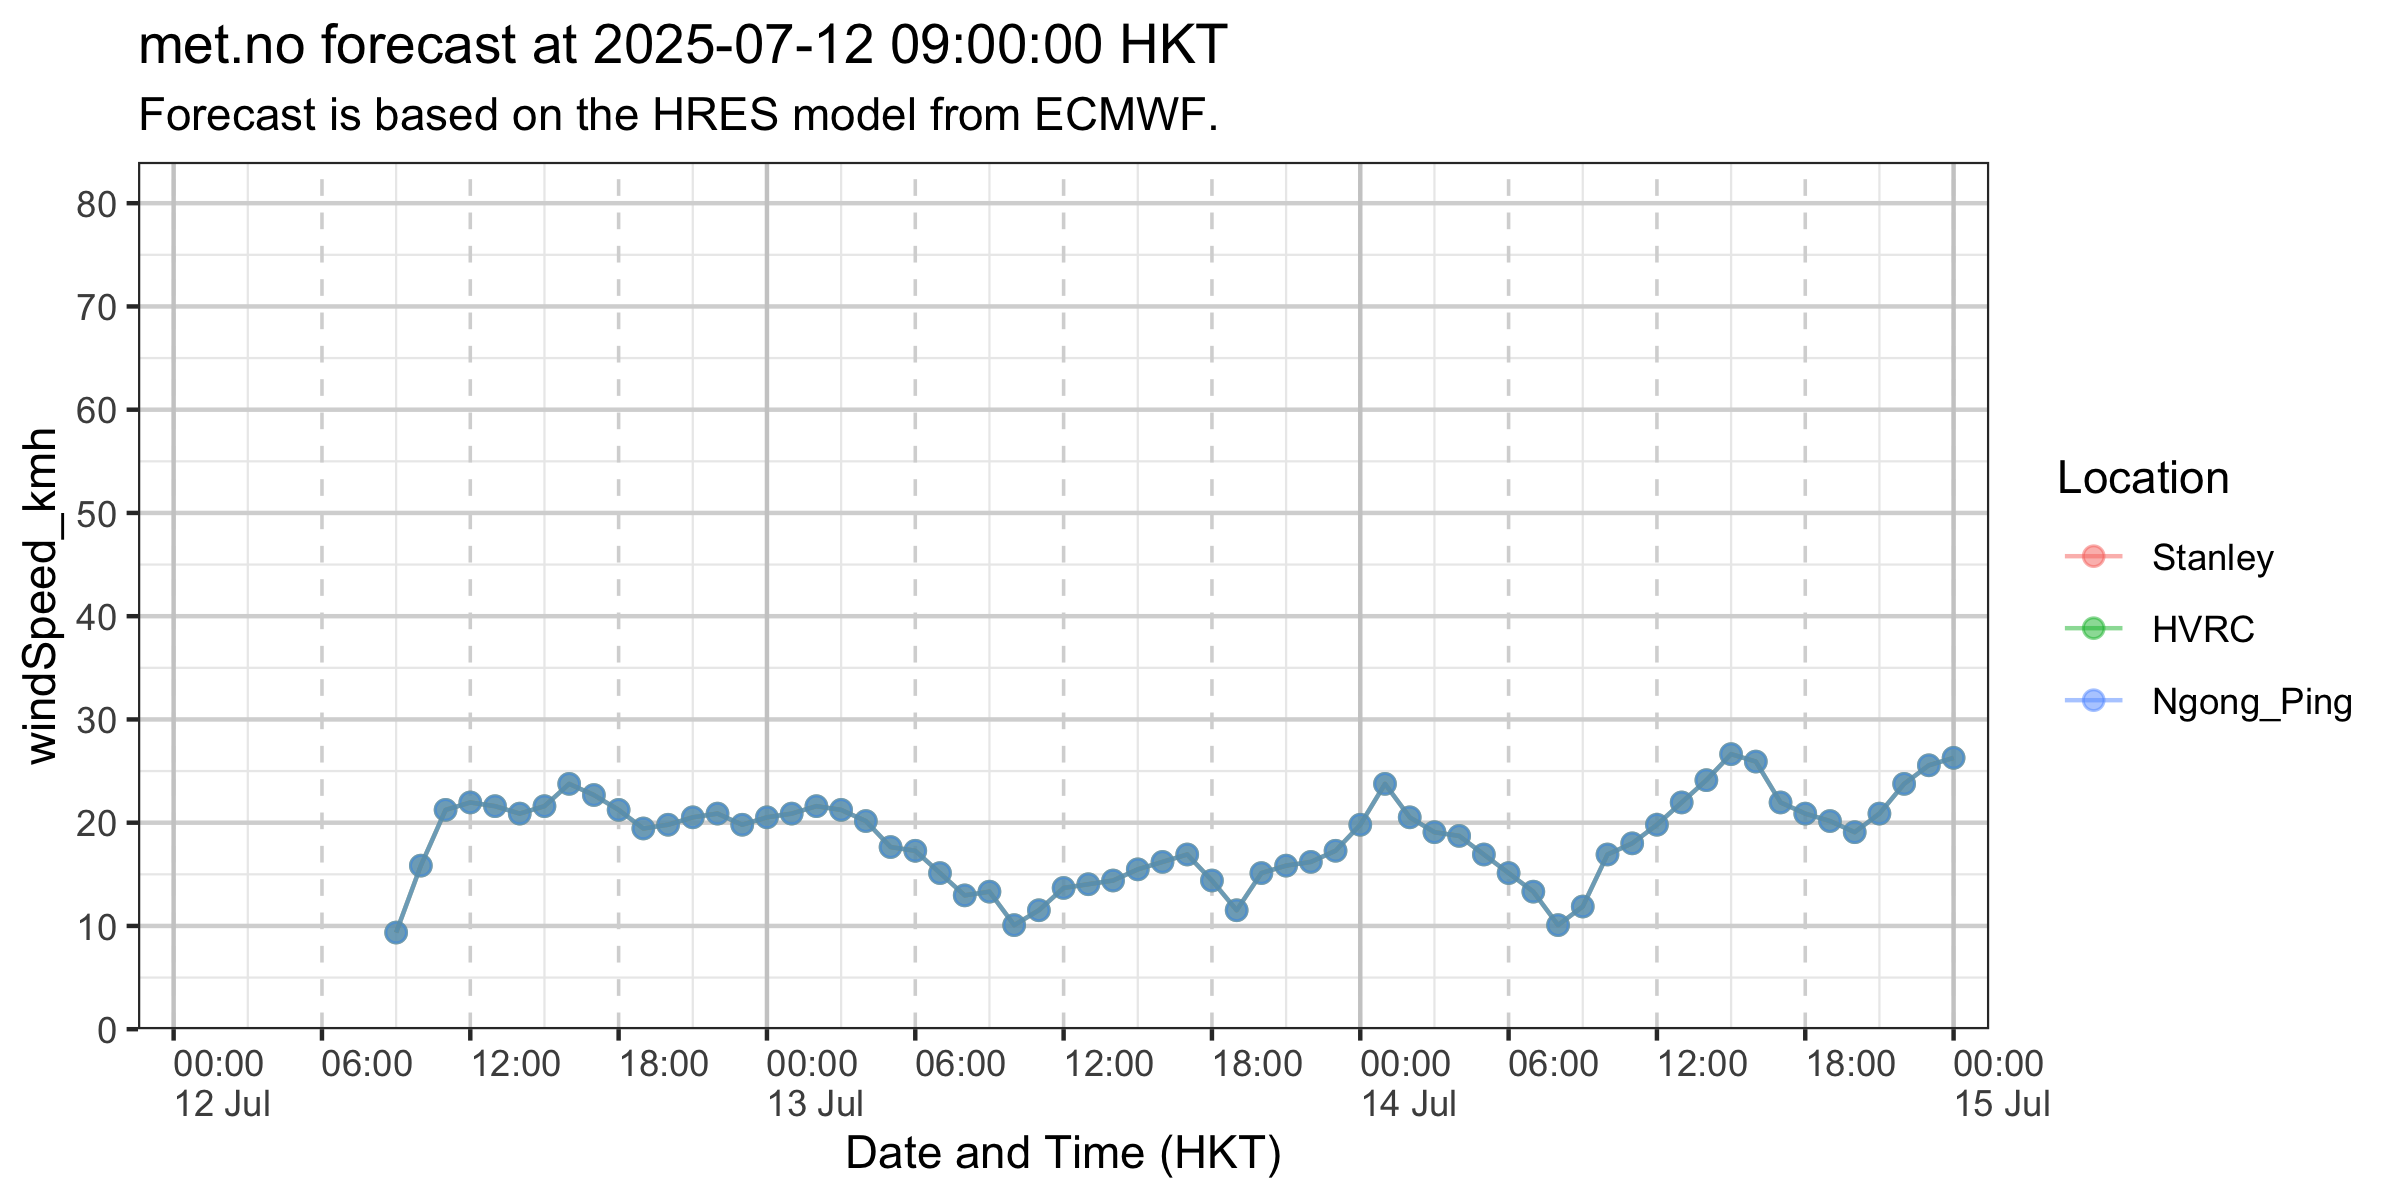 met.no forecast at 2025-07-12 09:00:00 HKT
Forecast is based on the HRES model from ECMWF.
windSpeed_kmh
80
70
60
50
40
30
20
10
0
00:00 06:00 12:00 18:00 00:00 06:00 12:00 18:00 00:00 06:00 12:00 18:00 00:00
12 Jul 13 Jul 14 Jul 15 Jul
Date and Time (HKT)
Location
Stanley
HVRC
Ngong_Ping